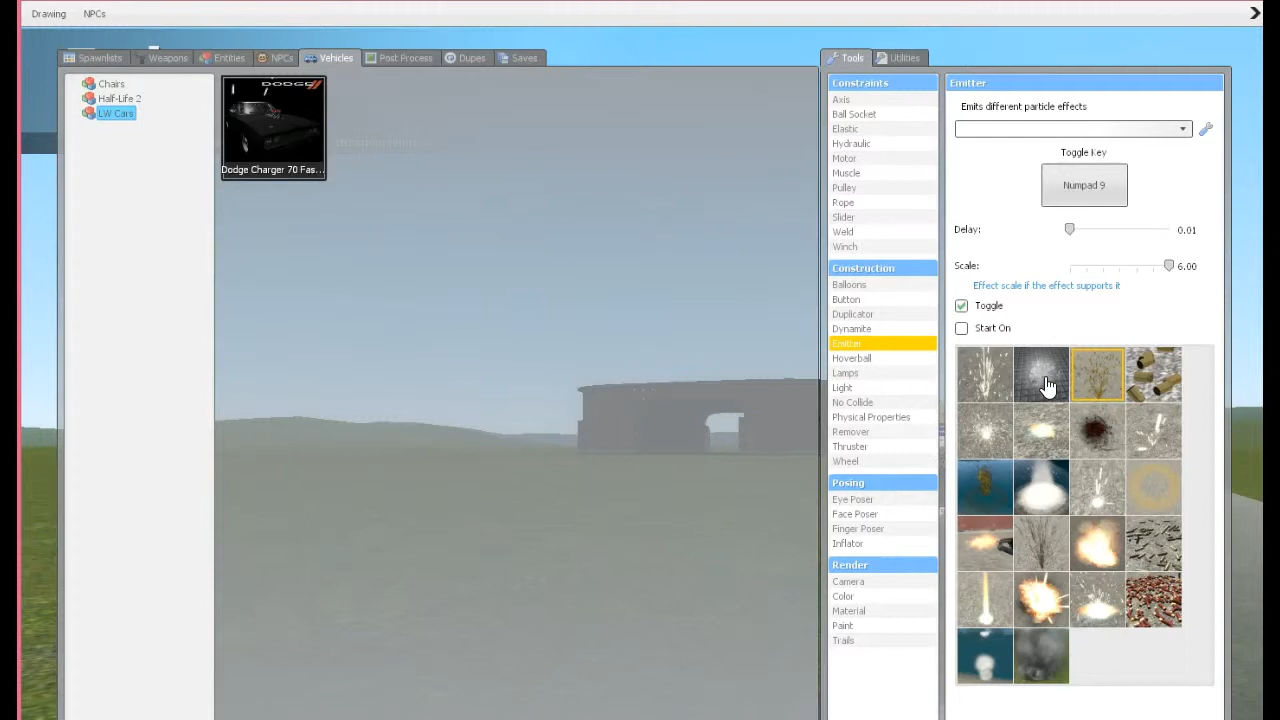 Drawing NPCs
Spawnlists Weapons Entities NPCs Vehicles Post Process Dupes Saves
Chairs
Half-Life 2
LW Cars
DODGE
Dodge Charger 70 Fas...
Tools Utilities
Constraints
Axis
Ball Socket
Elastic
Hydraulic
Motor
Muscle
Pulley
Rope
Slider
Weld
Winch
Construction
Balloons
Button
Duplicator
Dynamite
Emitter
Hoverball
Lamps
Light
No Collide
Physical Properties
Remover
Thruster
Wheel
Posing
Eye Poser
Face Poser
Finger Poser
Inflator
Render
Camera
Color
Material
Paint
Trails
Emitter
Emits different particle effects
Toggle Key
Numpad 9
Delay: 0.01
Scale: 6.00
Effect scale if the effect supports it
Toggle
Start On